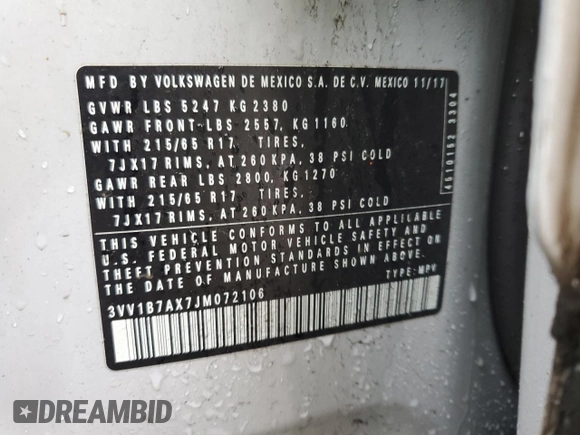 MFD. BY VOLKSWAGEN DE MEXICO S.A. DE C.V. MEXICO 11/17
GVWR LBS 5247 KG 2380
GAWR FRONT-LBS 2557, KG 1160
WITH 215/65 R17. TIRES,
7JX17 RIMS, AT 260 KPA, 38 PSI COLD
GAWR REAR LBS 2800, KG 1270
WITH 215/65 R17. TIRES,
7JX17 RIMS, AT 260 KPA, 38 PSI COLD
THIS VEHICLE CONFORMS TO ALL APPLILABLE
U.S. FEDERAL MOTOR VEHICLE SAFETY AND
THEFT PREVENTION STANDARDS IN EFFECT ON
THE DATE OF MANUFACTURE SHOWN ABOVE.
TYPE: MPV
3VV1B7AX7JM072106
4510152 3304
DREAMBID